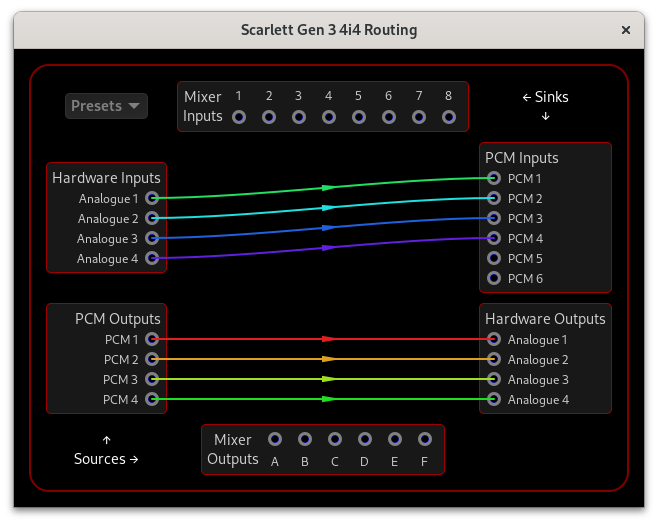 Scarlett Gen 3 4i4 Routing
Presets
Mixer Inputs
1 2 3 4 5 6 7 8
← Sinks
↓
Hardware Inputs
Analogue 1
Analogue 2
Analogue 3
Analogue 4
PCM Inputs
PCM 1
PCM 2
PCM 3
PCM 4
PCM 5
PCM 6
PCM Outputs
PCM 1
PCM 2
PCM 3
PCM 4
Hardware Outputs
Analogue 1
Analogue 2
Analogue 3
Analogue 4
↑
Sources →
Mixer
Outputs
A B C D E F